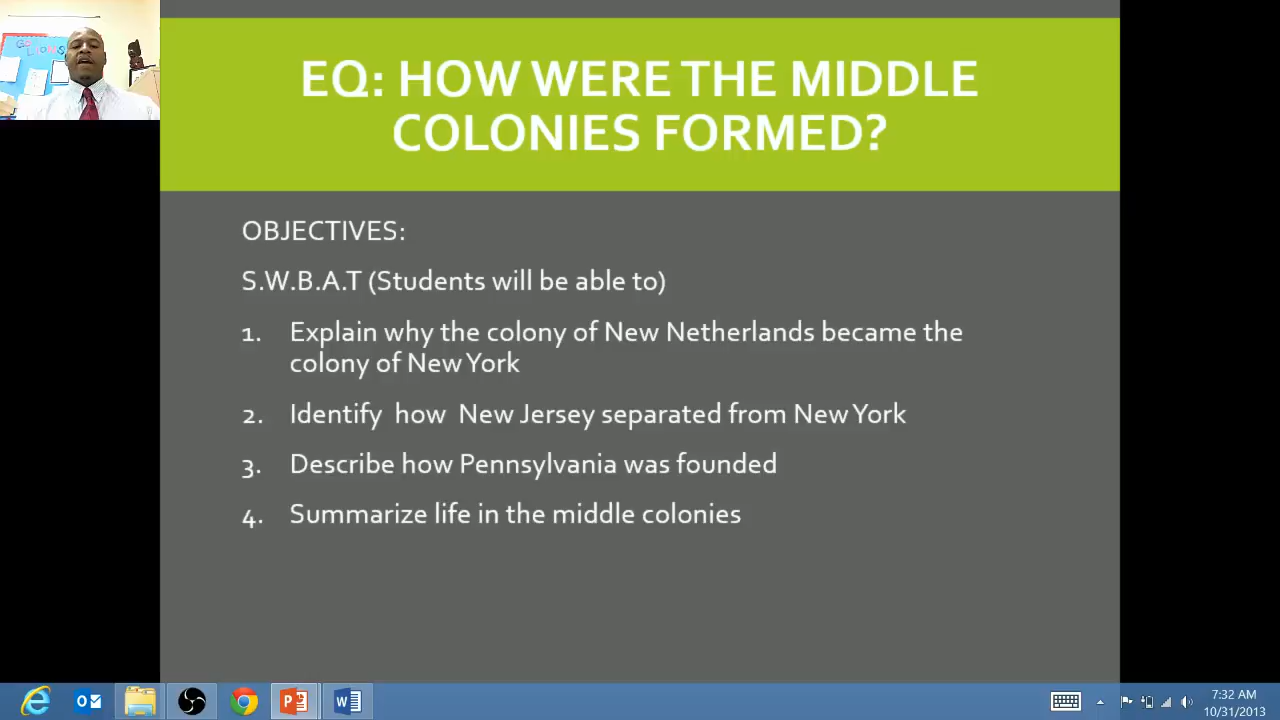 GO
LIONS
EQ: HOW WERE THE MIDDLE
COLONIES FORMED?
OBJECTIVES:
S.W.B.A.T (Students will be able to)
1. Explain why the colony of New Netherlands became the
colony of New York
2. Identify how New Jersey separated from New York
3. Describe how Pennsylvania was founded
4. Summarize life in the middle colonies
7:32 AM
10/31/2013